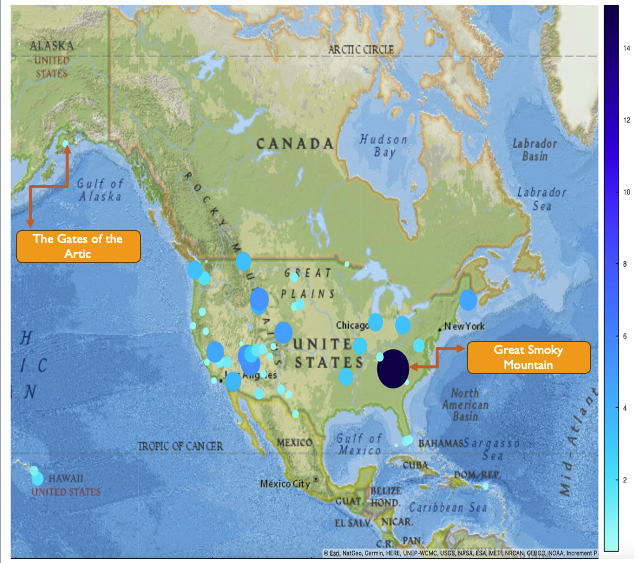 ARCTIC CIRCLE
ALASKA
UNITED
STATES
CANADA
Hudson
Bay
Labrador
Basin
Labrador
Sea
Gulf of
Alaska
ROCKY MOUNTAINS
The Gates of the
Artic
GREAT
PLAINS
Chicago
New York
UNITE
STATES
Great Smoky
Mountain
Los Angeles
North
American
Basin
Mid-Atlant
H
I C
N
TROPIC OF CANCER
MEXICO
Gulf of
Mexico
BAHAMAS
Sargasso
Sea
CUBA
HAWAII
UNITED STATES
México City
DOM. REP.
BELIZE
HOND.
GUAT.
Caribbean Sea
EL SALV.
NICAR.
C.R.
PAN.
© Esri, NatGeo, Garmin, HERE, UNEP-WCMC, USGS, NASA, ESA, METI, NRCAN, GEBCO, NOAA, Increment P
14
12
10
8
6
4
2